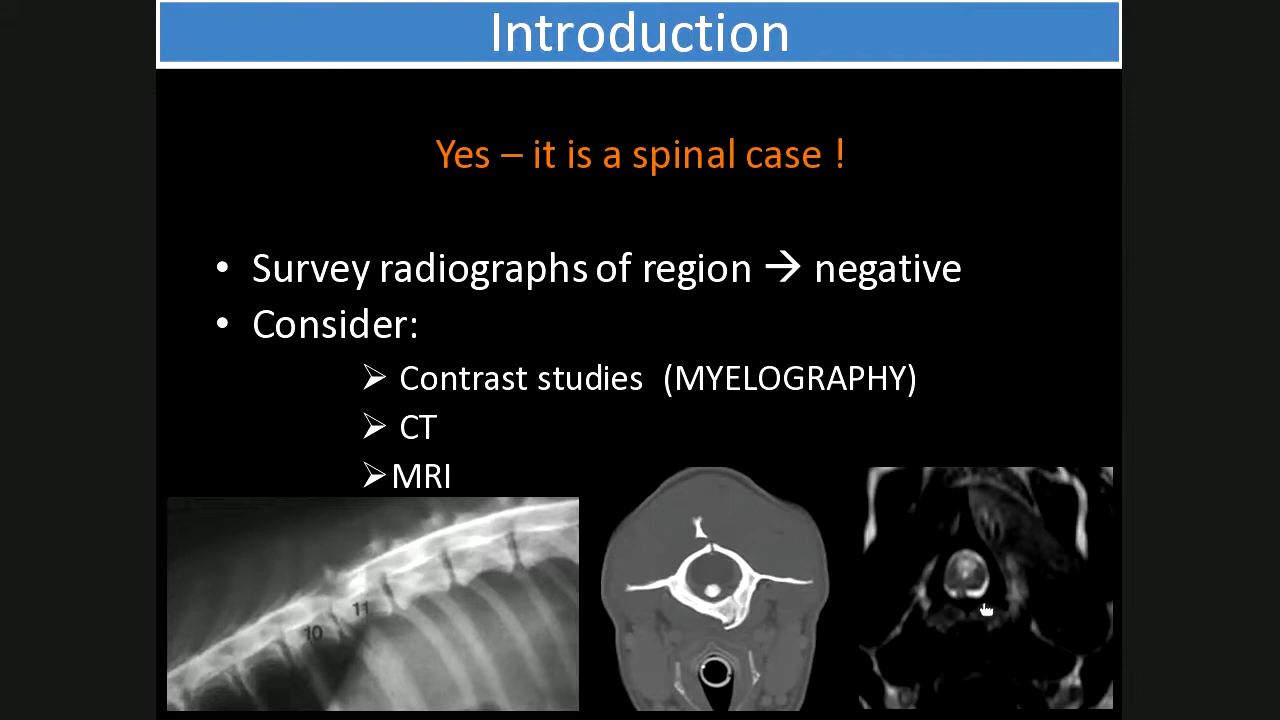 Introduction
Yes – it is a spinal case !
• Survey radiographs of region → negative
• Consider:
➢ Contrast studies (MYELOGRAPHY)
➢ CT
➢ MRI
11
10